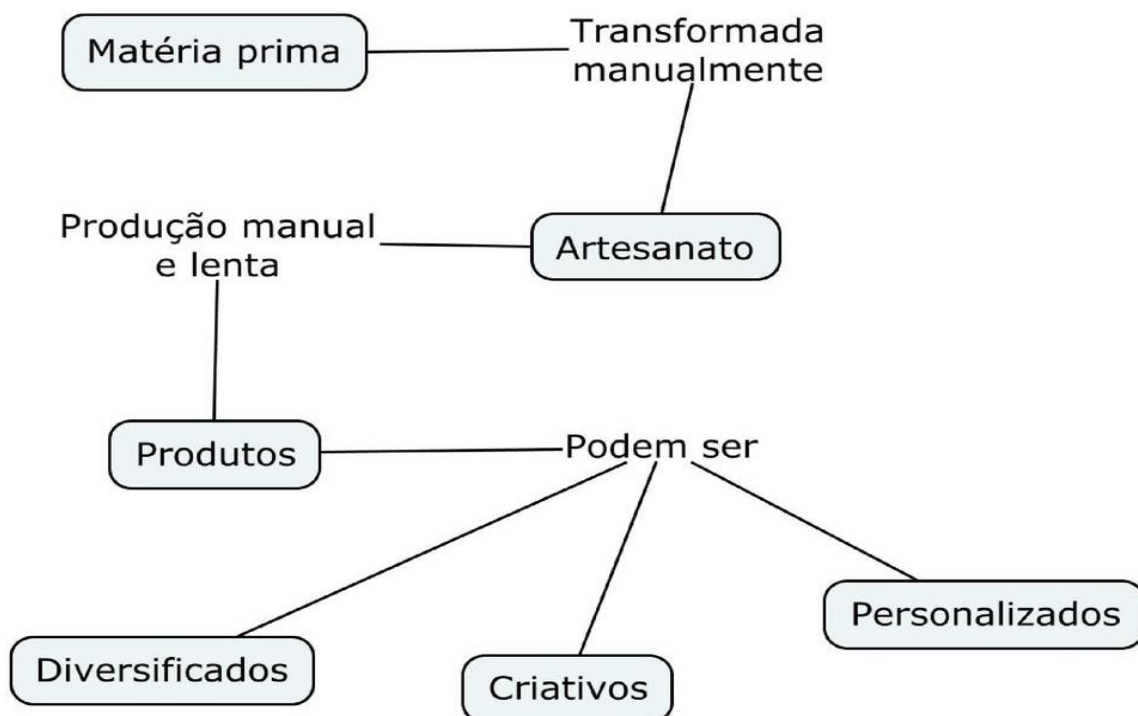 Matéria prima
Transformada
manualmente
Produção manual
e lenta
Artesanato
Produtos
Podem ser
Personalizados
Diversificados
Criativos